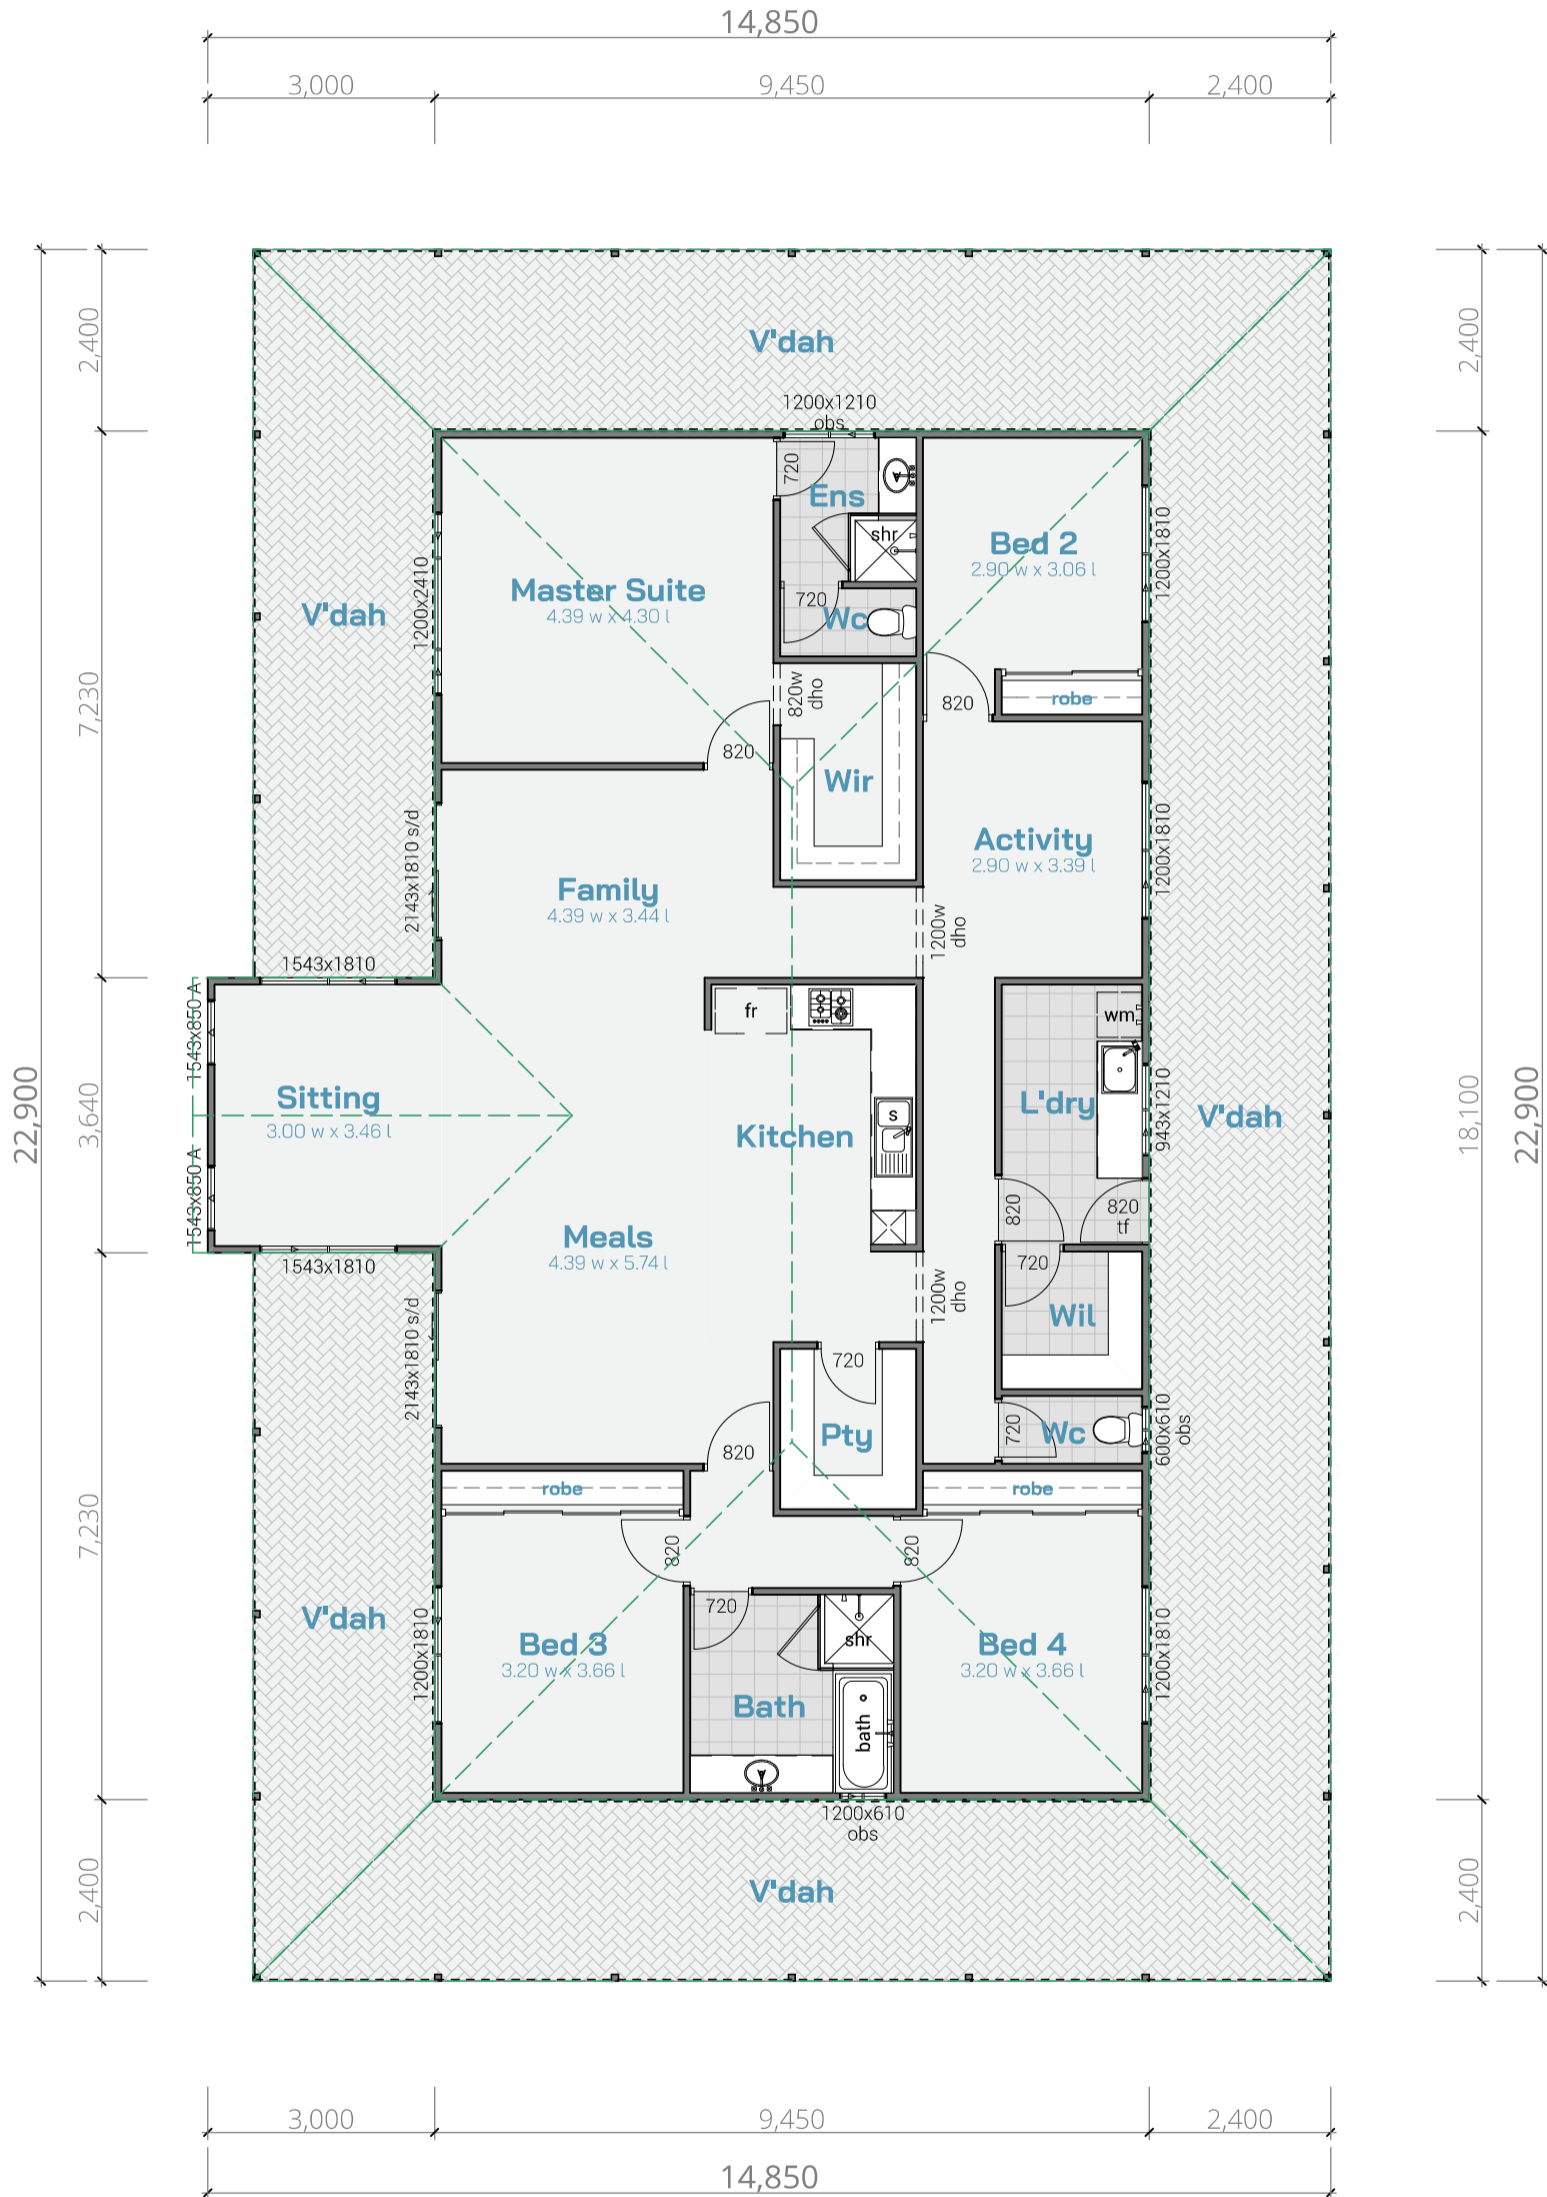 14,850
3,000
9,450
2,400
22,900
2,400
7,230
3,640
7,230
2,400
2,400
18,100
2,400
22,900
V'dah
1200x1210
obs
720
Ens
shr
Bed 2
2.90 w x 3.06 l
1200x1810
Master Suite
4.39 w x 4.30 l
1200x2410
V'dah
720
Wc
820w
dho
820
robe
820
Wir
Activity
2.90 w x 3.39 l
1200x1810
2143x1810 s/d
Family
4.39 w x 3.44 l
1200w
dho
1543x1810
1543x850 A
fr
wm
Sitting
3.00 w x 3.46 l
L'dry
943x1210
V'dah
s
Kitchen
1543x850 A
820
820
tf
Meals
4.39 w x 5.74 l
1543x1810
720
1200w
dho
Wil
2143x1810 s/d
720
Pty
720
Wc
600x610
obs
820
robe
robe
820
820
720
shr
V'dah
1200x1810
Bed 3
3.20 w x 3.66 l
Bed 4
3.20 w x 3.66 l
1200x1810
Bath
bath
1200x610
obs
V'dah
3,000
9,450
2,400
14,850